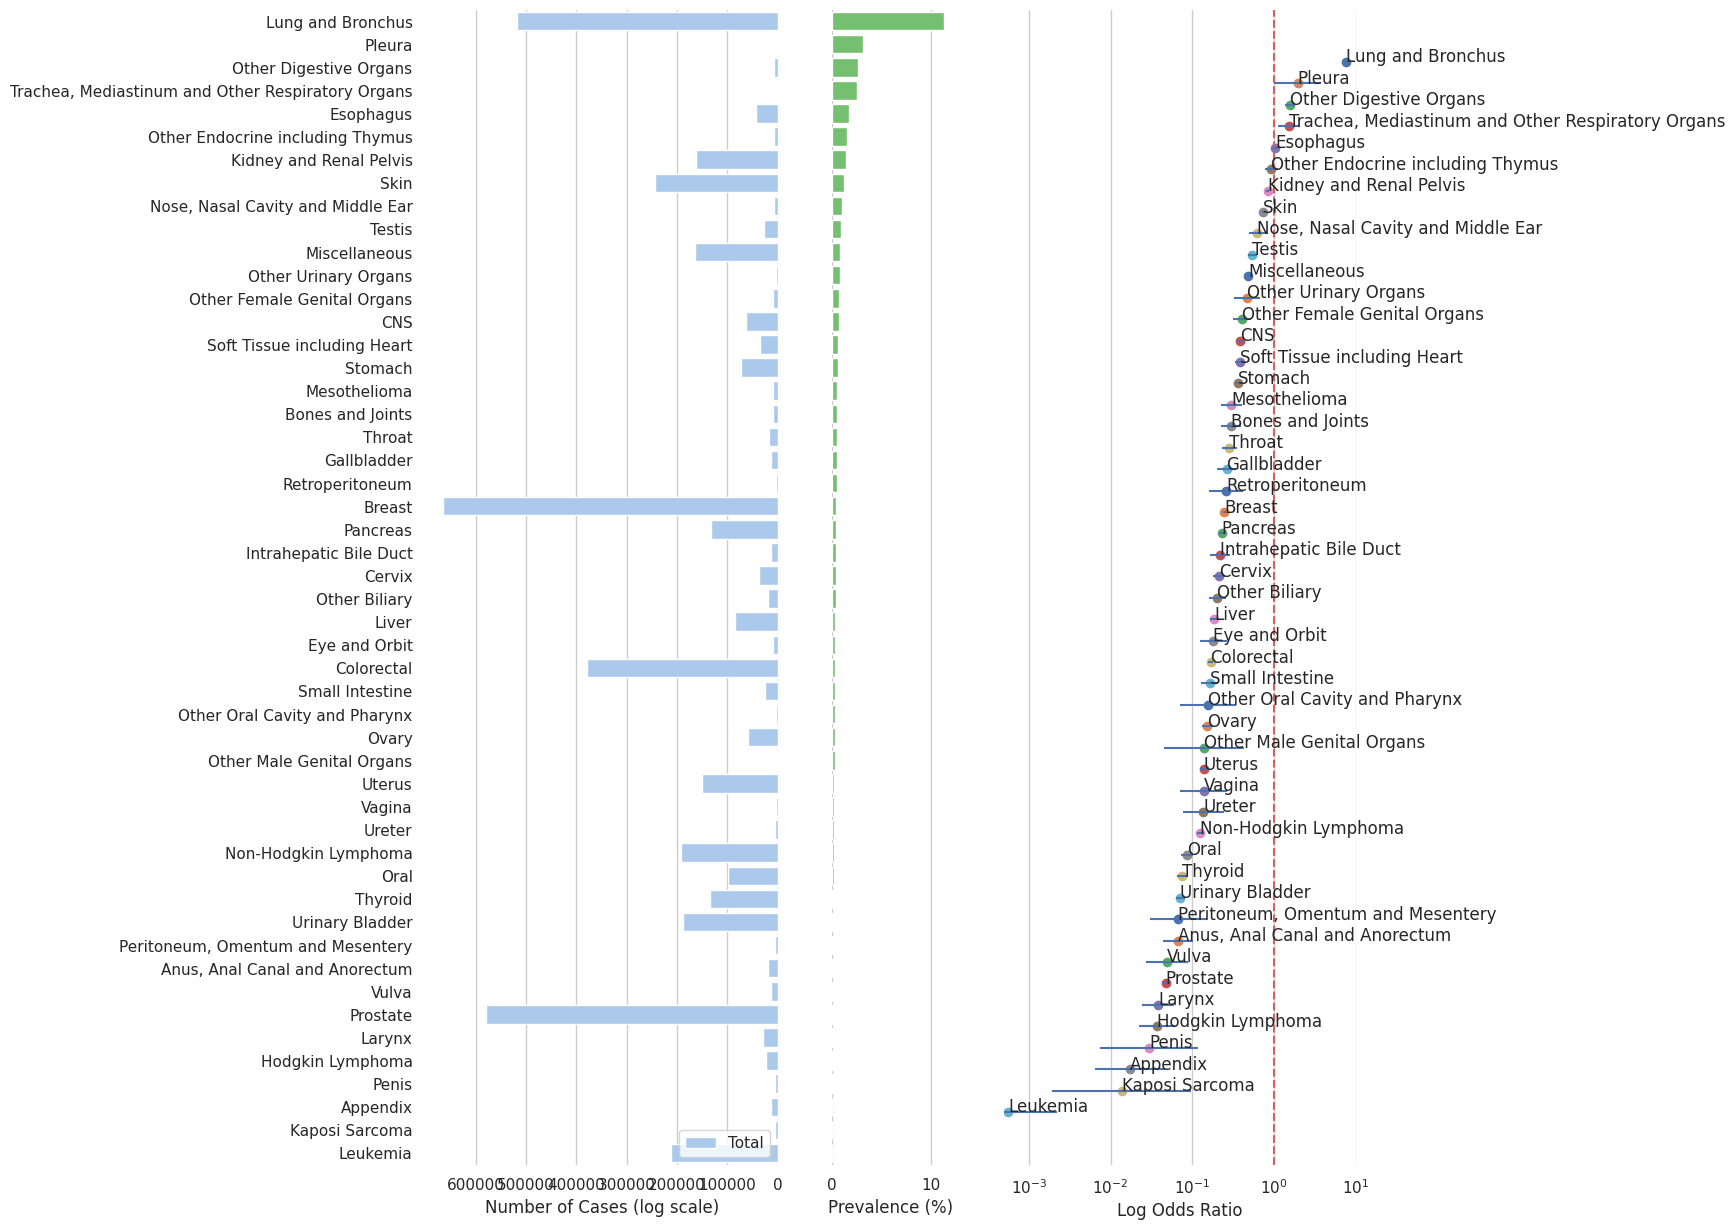 Lung and Bronchus
Pleura
Other Digestive Organs
Trachea, Mediastinum and Other Respiratory Organs
Esophagus
Other Endocrine including Thymus
Kidney and Renal Pelvis
Skin
Nose, Nasal Cavity and Middle Ear
Testis
Miscellaneous
Other Urinary Organs
Other Female Genital Organs
CNS
Soft Tissue including Heart
Stomach
Mesothelioma
Bones and Joints
Throat
Gallbladder
Retroperitoneum
Breast
Pancreas
Intrahepatic Bile Duct
Cervix
Other Biliary
Liver
Eye and Orbit
Colorectal
Small Intestine
Other Oral Cavity and Pharynx
Ovary
Other Male Genital Organs
Uterus
Vagina
Ureter
Non-Hodgkin Lymphoma
Oral
Thyroid
Urinary Bladder
Peritoneum, Omentum and Mesentery
Anus, Anal Canal and Anorectum
Vulva
Prostate
Larynx
Hodgkin Lymphoma
Penis
Appendix
Kaposi Sarcoma
Leukemia
Total
600000 500000 400000 300000 200000 100000 0
Number of Cases (log scale)
0 10
Prevalence (%)
Lung and Bronchus
Pleura
Other Digestive Organs
Trachea, Mediastinum and Other Respiratory Organs
Esophagus
Other Endocrine including Thymus
Kidney and Renal Pelvis
Skin
Nose, Nasal Cavity and Middle Ear
Testis
Miscellaneous
Other Urinary Organs
Other Female Genital Organs
CNS
Soft Tissue including Heart
Stomach
Mesothelioma
Bones and Joints
Throat
Gallbladder
Retroperitoneum
Breast
Pancreas
Intrahepatic Bile Duct
Cervix
Other Biliary
Liver
Eye and Orbit
Colorectal
Small Intestine
Other Oral Cavity and Pharynx
Ovary
Other Male Genital Organs
Uterus
Vagina
Ureter
Non-Hodgkin Lymphoma
Oral
Thyroid
Urinary Bladder
Peritoneum, Omentum and Mesentery
Anus, Anal Canal and Anorectum
Vulva
Prostate
Larynx
Hodgkin Lymphoma
Penis
Appendix
Kaposi Sarcoma
Leukemia
10⁻³ 10⁻² 10⁻¹ 10⁰ 10¹
Log Odds Ratio